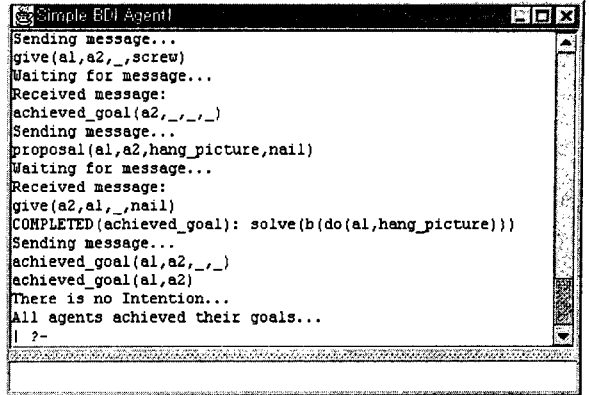 Simple BDI Agent1
Sending message...
give(a1,a2,_,screw)
Waiting for message...
Received message:
achieved_goal(a2,_,_,_)
Sending message...
proposal(a1,a2,hang_picture,nail)
Waiting for message...
Received message:
give(a2,a1,_,nail)
COMPLETED(achieved_goal): solve(b(do(a1,hang_picture)))
Sending message...
achieved_goal(a1,a2,_,_)
achieved_goal(a1,a2)
There is no Intention...
All agents achieved their goals...
| ?-